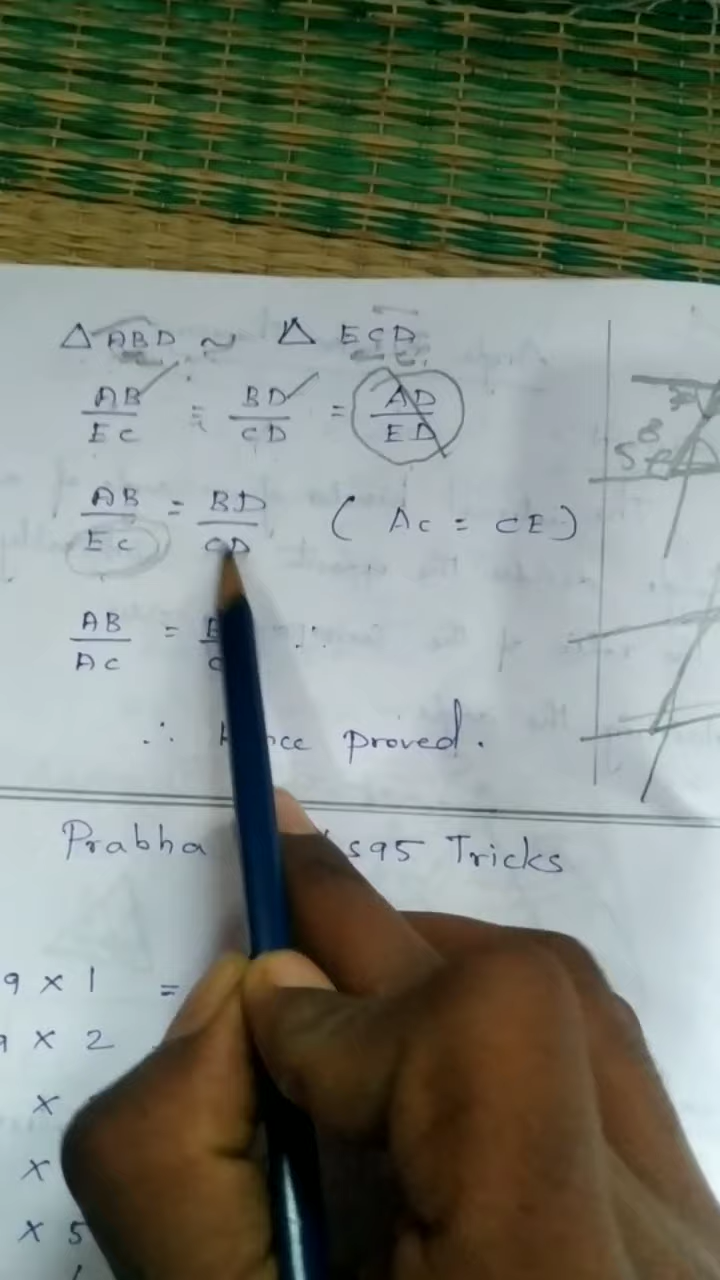 △ ABD ~ △ ECD
AB/EC = BD/CD = AD/ED
AB/EC = BD/CD (AC = CE)
AB/AC = ∴
∴ proved.
Prabha s95 Tricks
9 x 1 =
x 2
x
x
x 5